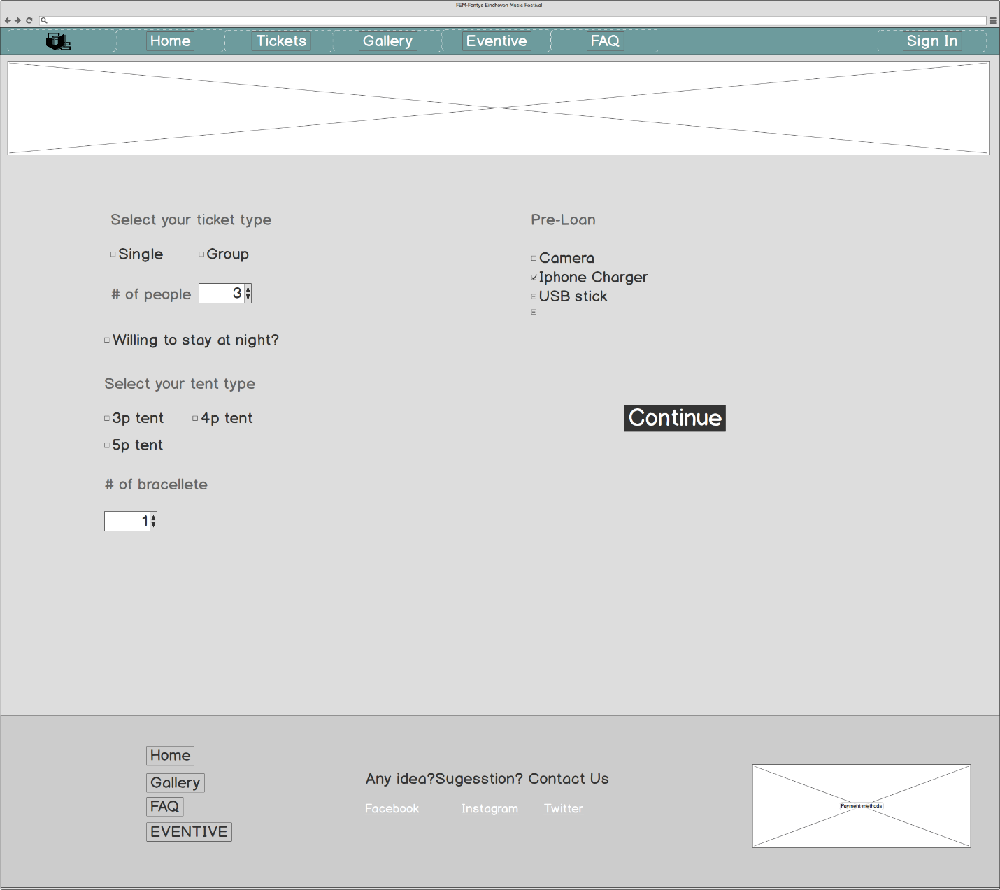 FEM-Fontys Eindhoven Music Festival
Home Tickets Gallery Eventive FAQ Sign In
Select your ticket type
Single Group
# of people 3
Willing to stay at night?
Select your tent type
3p tent 4p tent
5p tent
# of bracellete
1
Pre-Loan
Camera
Iphone Charger
USB stick
Continue
Home
Gallery
FAQ
EVENTIVE
Any idea?Sugesstion? Contact Us
Facebook Instagram Twitter
Payment methods